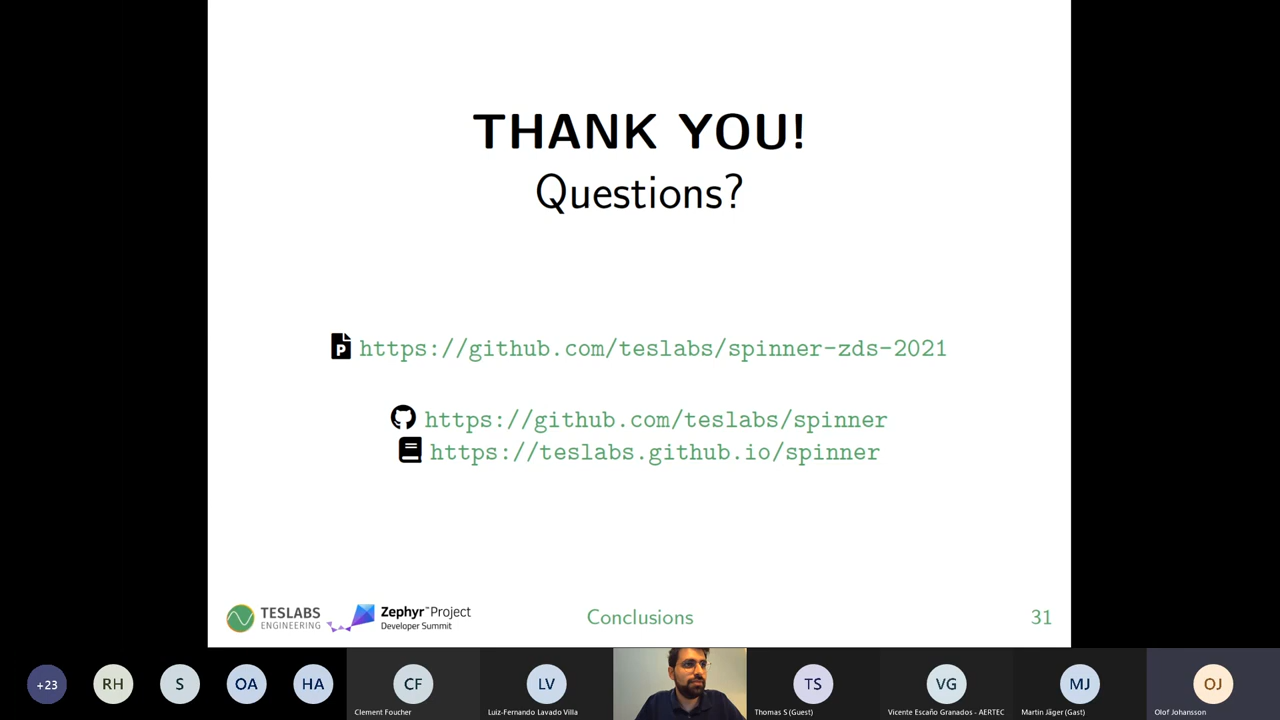 THANK YOU!
Questions?
P https://github.com/teslabs/spinner-zds-2021
https://github.com/teslabs/spinner
https://teslabs.github.io/spinner
TESLABS
ENGINEERING
Zephyr™Project
Developer Summit
Conclusions
31
+23
RH
S
OA
HA
CF
Clement Foucher
LV
Luiz-Fernando Lavado Villa
TS
Thomas S (Guest)
VG
Vicente Escaño Granados - AERTEC
MJ
Martin Jäger (Gast)
OJ
Olof Johansson